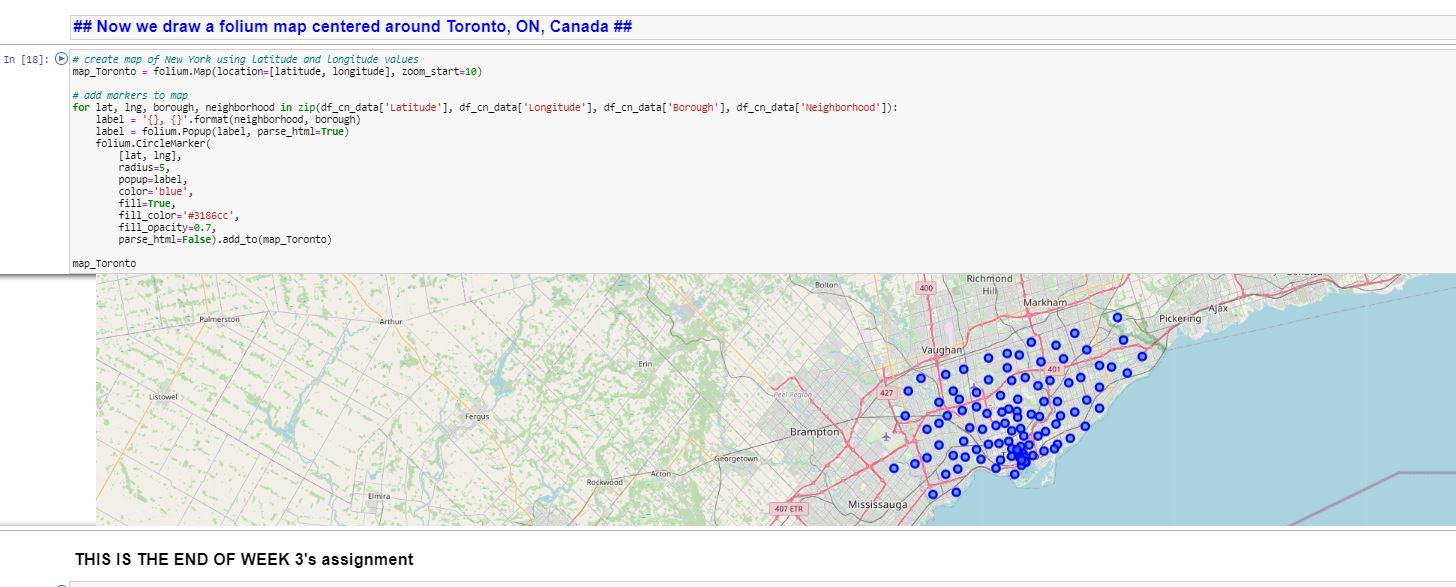 ## Now we draw a folium map centered around Toronto, ON, Canada ##
In [18]:
# create map of New York using latitude and longitude values
map_Toronto = folium.Map(location=[latitude, longitude], zoom_start=10)
# add markers to map
for lat, lng, borough, neighborhood in zip(df_cn_data['Latitude'], df_cn_data['Longitude'], df_cn_data['Borough'], df_cn_data['Neighborhood']):
label = '{}, {}'.format(neighborhood, borough)
label = folium.Popup(label, parse_html=True)
folium.CircleMarker(
[lat, lng],
radius=5,
popup=label,
color='blue',
fill=True,
fill_color='#3186cc',
fill_opacity=0.7,
parse_html=False).add_to(map_Toronto)
map_Toronto
Richmond
Hill
Bolton
400
Markham
Ajax
Pickering
Palmerston
Arthur
Vaughan
Erin
401
427
Peel Region
Listowel
Fergus
Brampton
Georgetown
Acton
Rockwood
Elmira
Mississauga
407 ETR
THIS IS THE END OF WEEK 3's assignment